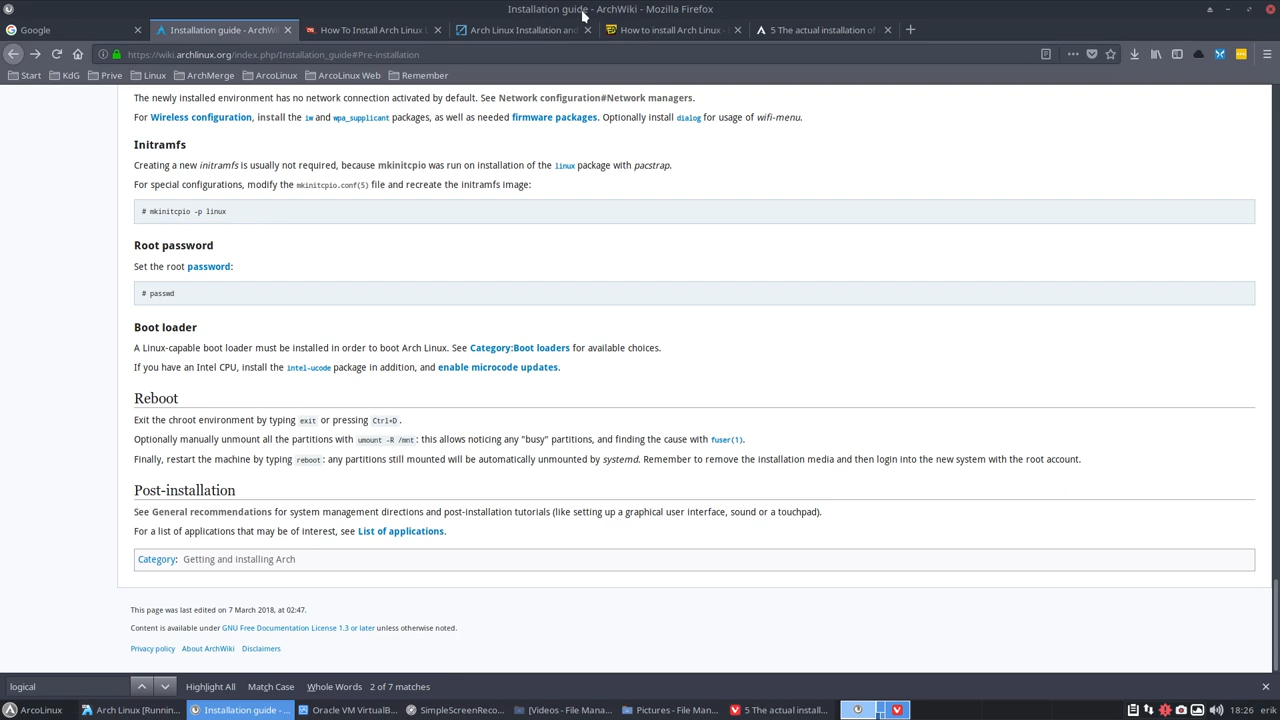 Installation guide - ArchWiki - Mozilla Firefox
Google
Installation guide - ArchWi
How To Install Arch Linux L
Arch Linux Installation and
How to install Arch Linux -
5 The actual installation of
https://wiki.archlinux.org/index.php/Installation_guide#Pre-installation
Start KdG Prive Linux ArchMerge ArcoLinux ArcoLinux Web Remember
The newly installed environment has no network connection activated by default. See Network configuration#Network managers.
For Wireless configuration, install the iw and wpa_supplicant packages, as well as needed firmware packages. Optionally install dialog for usage of wifi-menu.
Initramfs
Creating a new initramfs is usually not required, because mkinitcpio was run on installation of the linux package with pacstrap.
For special configurations, modify the mkinitcpio.conf(5) file and recreate the initramfs image:
# mkinitcpio -p linux
Root password
Set the root password:
# passwd
Boot loader
A Linux-capable boot loader must be installed in order to boot Arch Linux. See Category:Boot loaders for available choices.
If you have an Intel CPU, install the intel-ucode package in addition, and enable microcode updates.
Reboot
Exit the chroot environment by typing exit or pressing Ctrl+D.
Optionally manually unmount all the partitions with umount -R /mnt: this allows noticing any "busy" partitions, and finding the cause with fuser(1).
Finally, restart the machine by typing reboot: any partitions still mounted will be automatically unmounted by systemd. Remember to remove the installation media and then login into the new system with the root account.
Post-installation
See General recommendations for system management directions and post-installation tutorials (like setting up a graphical user interface, sound or a touchpad).
For a list of applications that may be of interest, see List of applications.
Category: Getting and installing Arch
This page was last edited on 7 March 2018, at 02:47.
Content is available under GNU Free Documentation License 1.3 or later unless otherwise noted.
Privacy policy About ArchWiki Disclaimers
logical Highlight All Match Case Whole Words 2 of 7 matches
ArcoLinux Arch Linux [Runnin... Installation guide - ... Oracle VM VirtualB... SimpleScreenReco... [Videos - File Mana... Pictures - File Man... 5 The actual install... 18:26 erik